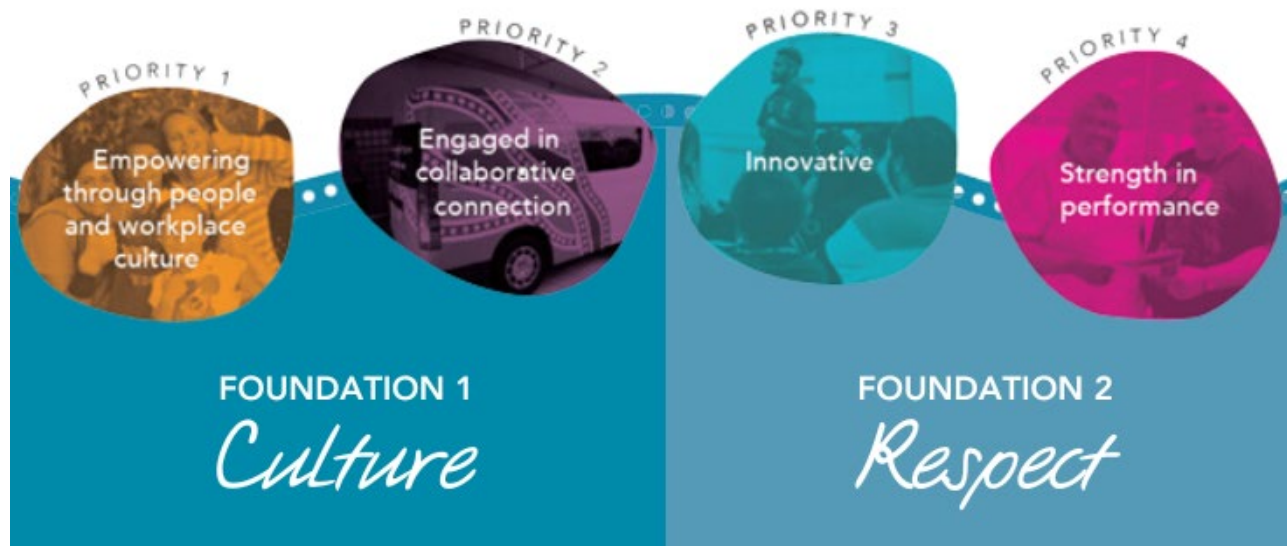 PRIORITY 1
Empowering
through people
and workplace
culture
PRIORITY 2
Engaged in
collaborative
connection
PRIORITY 3
Innovative
PRIORITY 4
Strength in
performance
FOUNDATION 1
Culture
FOUNDATION 2
Respect